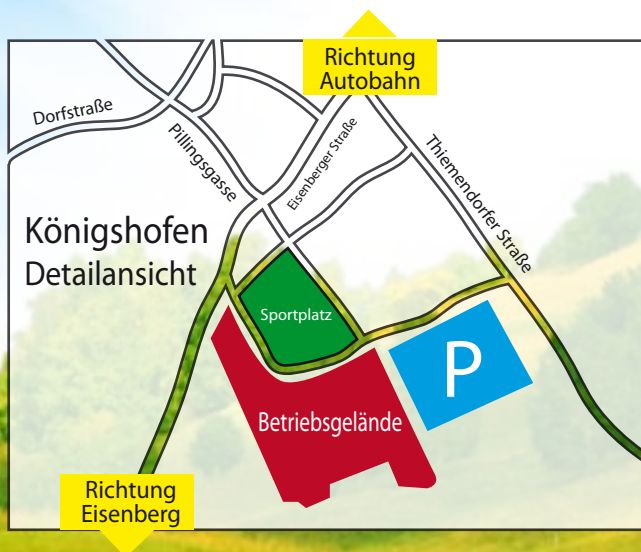 Richtung
Autobahn
Dorfstraße
Pillingsgasse
Eisenberger Straße
Thiemendorfer Straße
Königshofen
Detailansicht
Sportplatz
P
Betriebsgelände
Richtung
Eisenberg